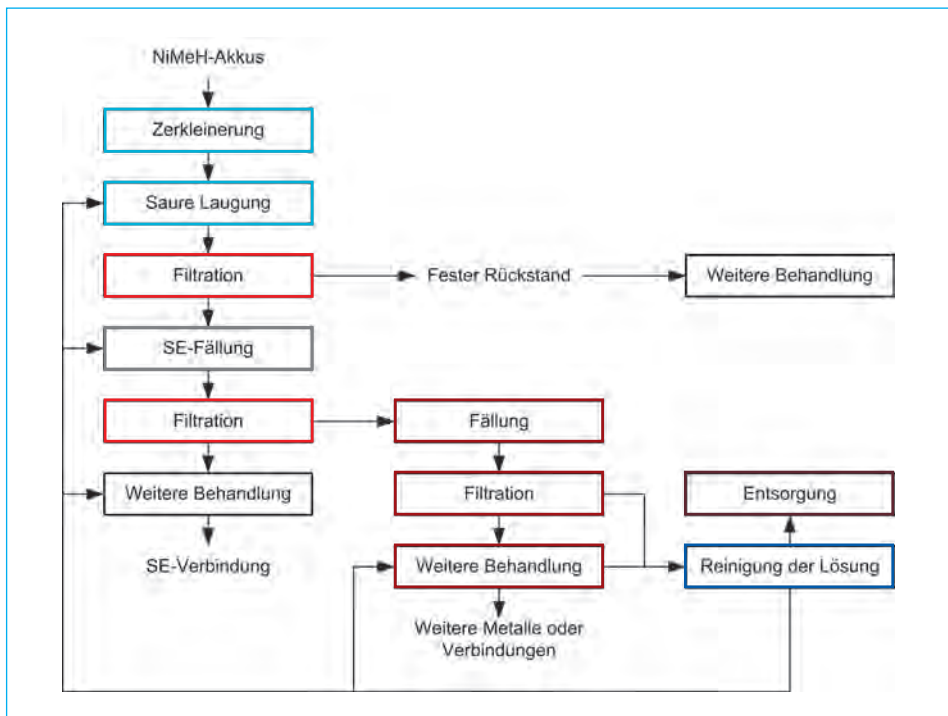 NiMeH-Akkus
Zerkleinerung
Saure Laugung
Filtration
Fester Rückstand
Weitere Behandlung
SE-Fällung
Filtration
Fällung
Weitere Behandlung
Filtration
Entsorgung
SE-Verbindung
Weitere Behandlung
Reinigung der Lösung
Weitere Metalle oder
Verbindungen